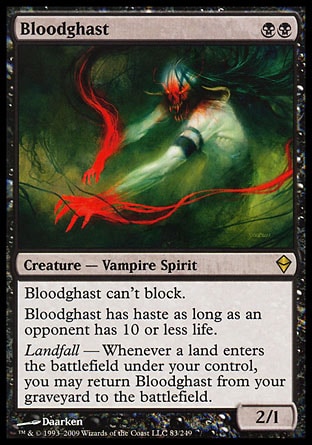 Bloodghast
Creature — Vampire Spirit
Bloodghast can't block.
Bloodghast has haste as long as an
opponent has 10 or less life.
Landfall — Whenever a land enters
the battlefield under your control,
you may return Bloodghast from your
graveyard to the battlefield.
Daarken
™ & © 1993–2009 Wizards of the Coast LLC 83/249
2/1